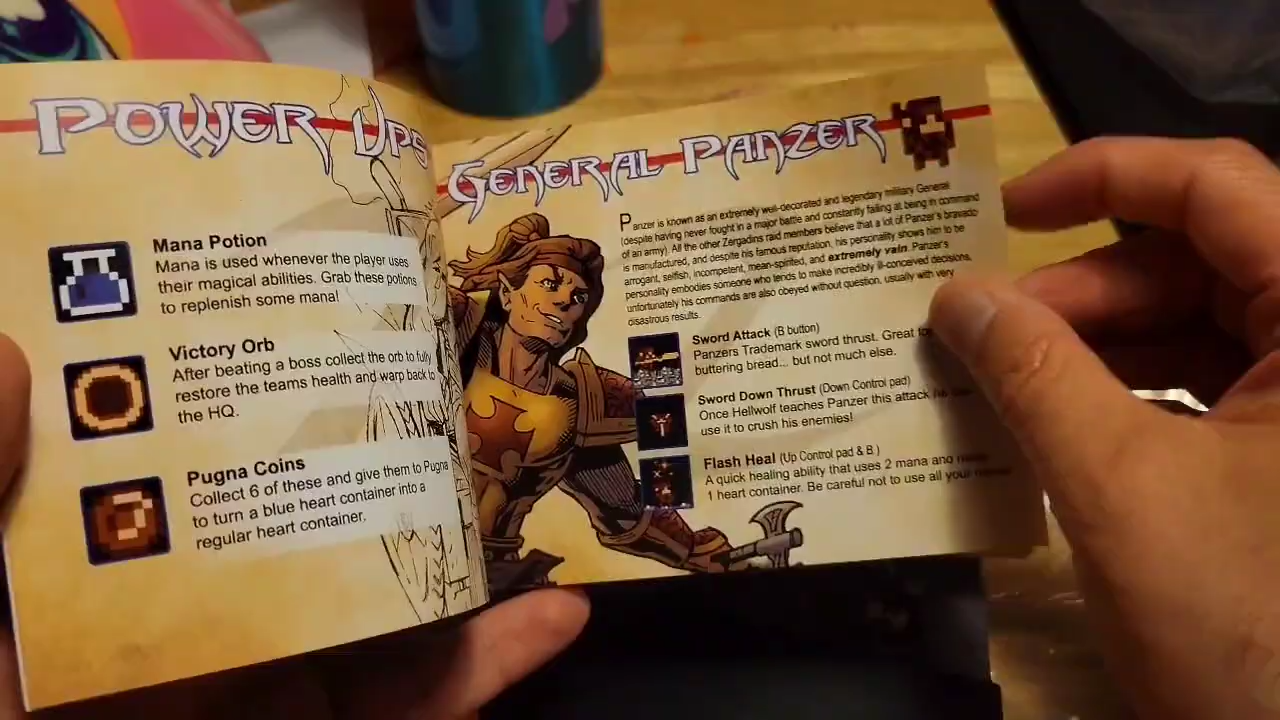 Power Ups
Mana Potion
Mana is used whenever the player uses
their magical abilities. Grab these potions
to replenish some mana!
Victory Orb
After beating a boss collect the orb to fully
restore the teams health and warp back to
the HQ.
Pugna Coins
Collect 6 of these and give them to Pugna
to turn a blue heart container into a
regular heart container.
General Panzer
Panzer is known as an extremely well-decorated and legendary military General
(despite having never fought in a major battle and constantly failing at being in command
of an army). All the other Zergadins raid members believe that a lot of Panzer's bravado
is manufactured, and despite his famous reputation, his personality shows him to be
arrogant, selfish, incompetent, mean-spirited, and extremely vain. Panzer's
personality embodies someone who tends to make incredibly ill-conceived decisions,
unfortunately his commands are also obeyed without question, usually with very
disastrous results.
Sword Attack (B button)
Panzers Trademark sword thrust. Great
buttering bread... but not much else.
Sword Down Thrust (Down Control pad)
Once Hellwolf teaches Panzer this attack
use it to crush his enemies!
Flash Heal (Up Control pad & B)
A quick healing ability that uses 2 mana and
1 heart container. Be careful not to use all your